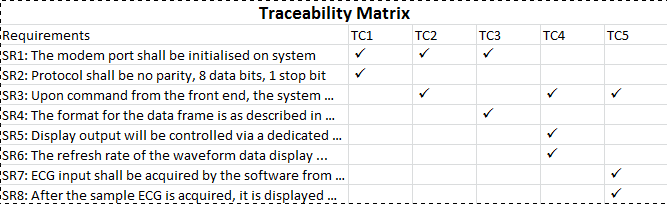 Traceability Matrix
Requirements TC1 TC2 TC3 TC4 TC5
SR1: The modem port shall be initialised on system ✓ ✓ ✓
SR2: Protocol shall be no parity, 8 data bits, 1 stop bit ✓
SR3: Upon command from the front end, the system ... ✓ ✓ ✓
SR4: The format for the data frame is as described in ... ✓
SR5: Display output will be controlled via a dedicated ... ✓
SR6: The refresh rate of the waveform data display ... ✓
SR7: ECG input shall be acquired by the software from ... ✓
SR8: After the sample ECG is acquired, it is displayed ... ✓